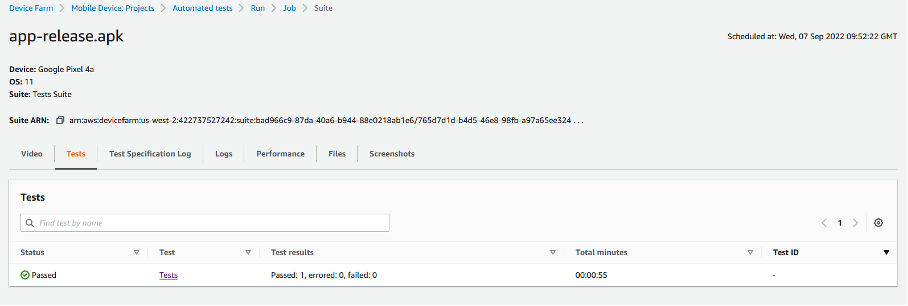 Device Farm > Mobile Device: Projects > Automated tests > Run > Job > Suite
app-release.apk
Scheduled at: Wed, 07 Sep 2022 09:52:22 GMT
Device: Google Pixel 4a
OS: 11
Suite: Tests Suite
Suite ARN: arn:aws:devicefarm:us-west-2:422737527242:suite:bad966c9-87da-40a6-b944-88e0218ab1e6/765d7d1d-b4d5-46e8-98fb-a97a65ee324 . . .
Video Tests Test Specification Log Logs Performance Files Screenshots
Tests
Find test by name
< 1 >
Status Test Test results Total minutes Test ID
Passed Tests Passed: 1, errored: 0, failed: 0 00:00:55 -